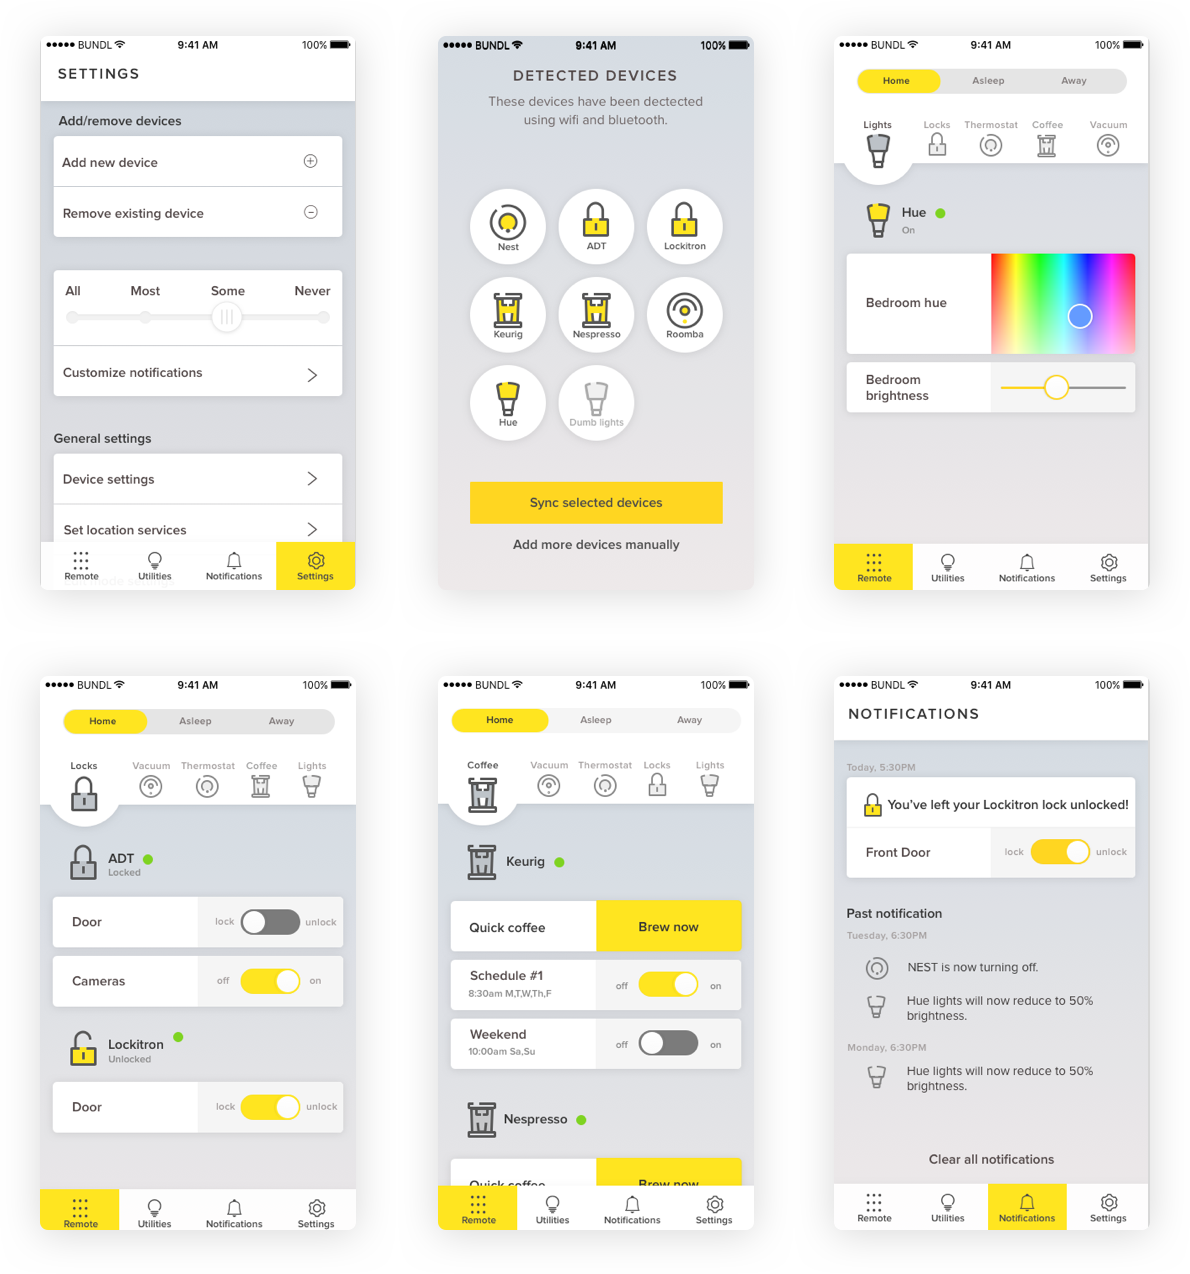 BUNDL 9:41 AM 100%
SETTINGS
Add/remove devices
Add new device
Remove existing device
All Most Some Never
Customize notifications
General settings
Device settings
Set location services
Remote Utilities Notifications Settings
BUNDL 9:41 AM 100%
DETECTED DEVICES
These devices have been dectected
using wifi and bluetooth.
Nest ADT Lockitron
Keurig Nespresso Roomba
Hue Dumb lights
Sync selected devices
Add more devices manually
BUNDL 9:41 AM 100%
Home Asleep Away
Lights Locks Thermostat Coffee Vacuum
Hue
On
Bedroom hue
Bedroom
brightness
Remote Utilities Notifications Settings
BUNDL 9:41 AM 100%
Home Asleep Away
Locks Vacuum Thermostat Coffee Lights
ADT
Locked
Door lock unlock
Cameras off on
Lockitron
Unlocked
Door lock unlock
Remote Utilities Notifications Settings
BUNDL 9:41 AM 100%
Home Asleep Away
Coffee Vacuum Thermostat Locks Lights
Keurig
Quick coffee Brew now
Schedule #1
8:30am M,T,W,Th,F
off on
Weekend
10:00am Sa,Su
off on
Nespresso
Quick coffee Brew now
Remote Utilities Notifications Settings
BUNDL 9:41 AM 100%
NOTIFICATIONS
Today, 5:30PM
You've left your Lockitron lock unlocked!
Front Door lock unlock
Past notification
Tuesday, 6:30PM
NEST is now turning off.
Hue lights will now reduce to 50%
brightness.
Monday, 6:30PM
Hue lights will now reduce to 50%
brightness.
Clear all notifications
Remote Utilities Notifications Settings